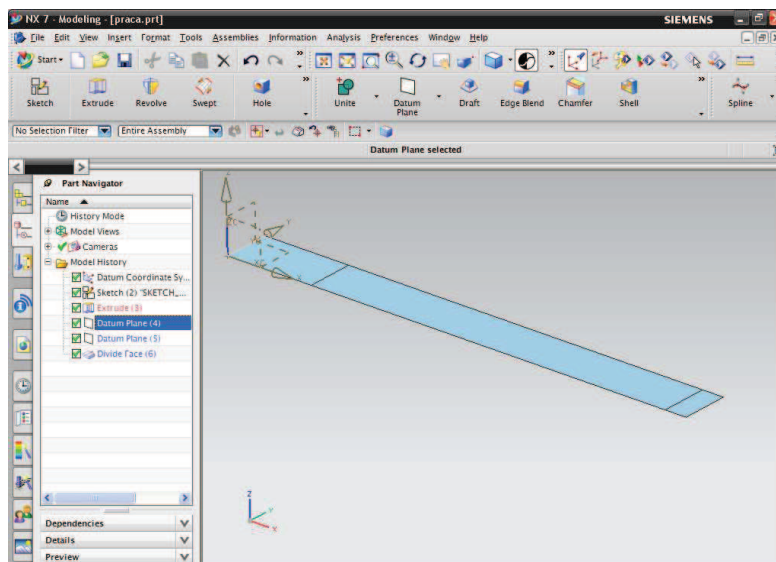 NX 7 - Modeling - [praca.prt] SIEMENS
File Edit View Insert Format Tools Assemblies Information Analysis Preferences Window Help
Start
Sketch Extrude Revolve Swept Hole Unite Datum Plane Draft Edge Blend Chamfer Shell Spline
No Selection Filter Entire Assembly
Datum Plane selected
Part Navigator
Name
History Mode
Model Views
Cameras
Model History
Datum Coordinate Sy...
Sketch (2) "SKETCH_...
Extrude (3)
Datum Plane (4)
Datum Plane (5)
Divide Face (6)
Dependencies
Details
Preview
Z
Y
X